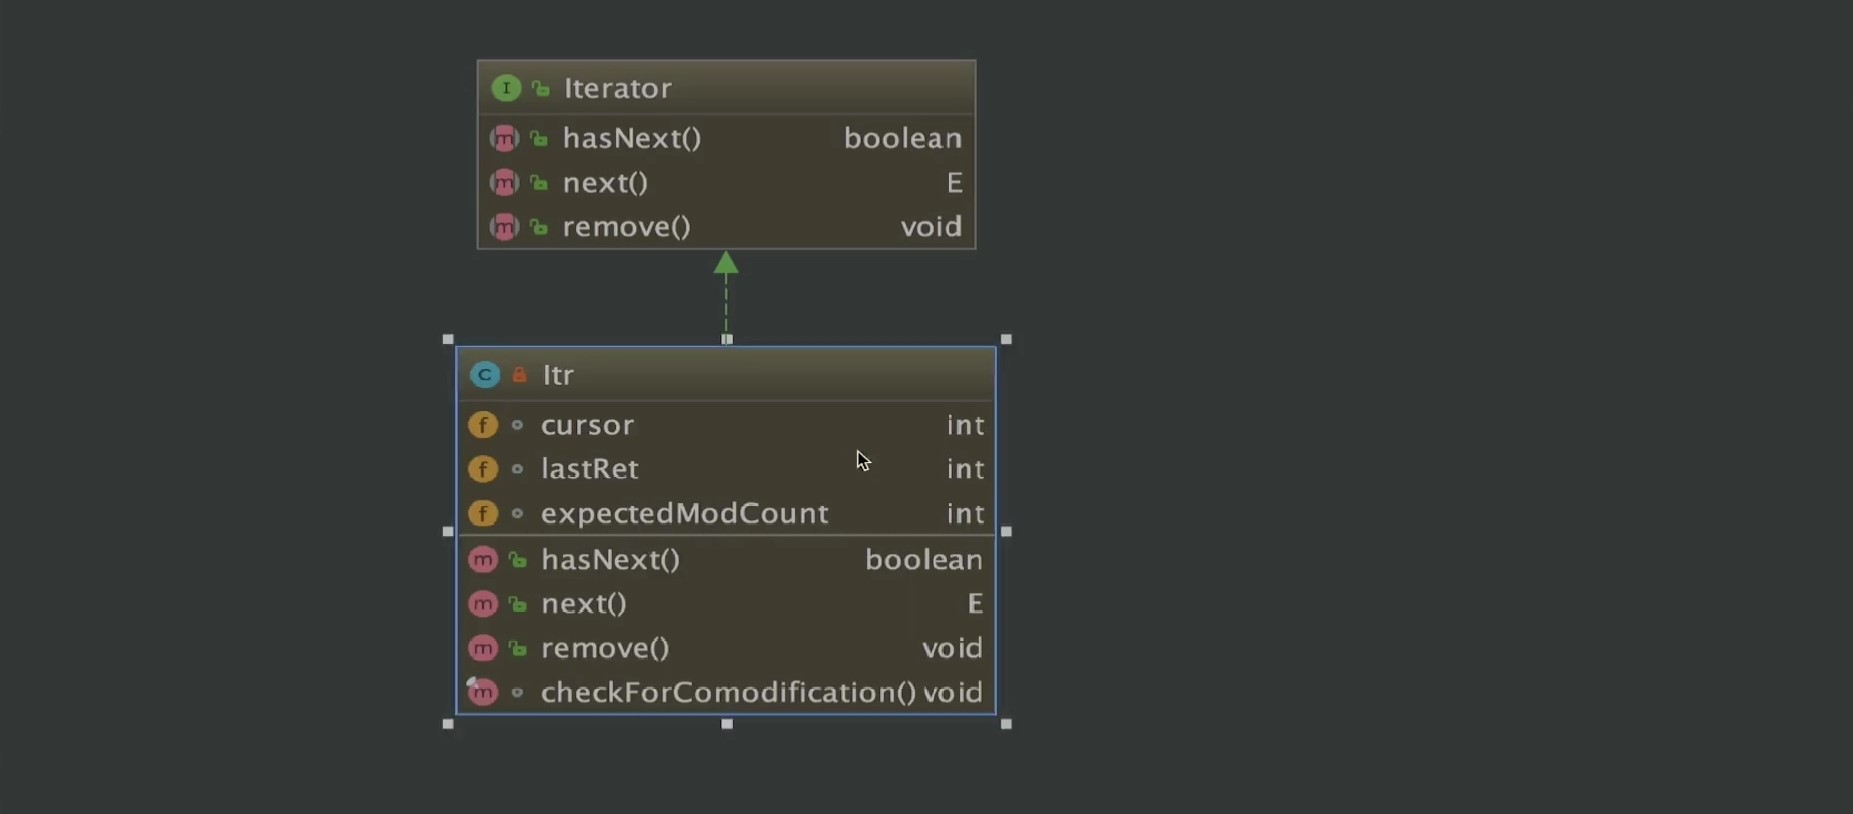 I Iterator
m hasNext() boolean
m next() E
m remove() void
C Itr
f cursor int
f lastRet int
f expectedModCount int
m hasNext() boolean
m next() E
m remove() void
m checkForComodification() void